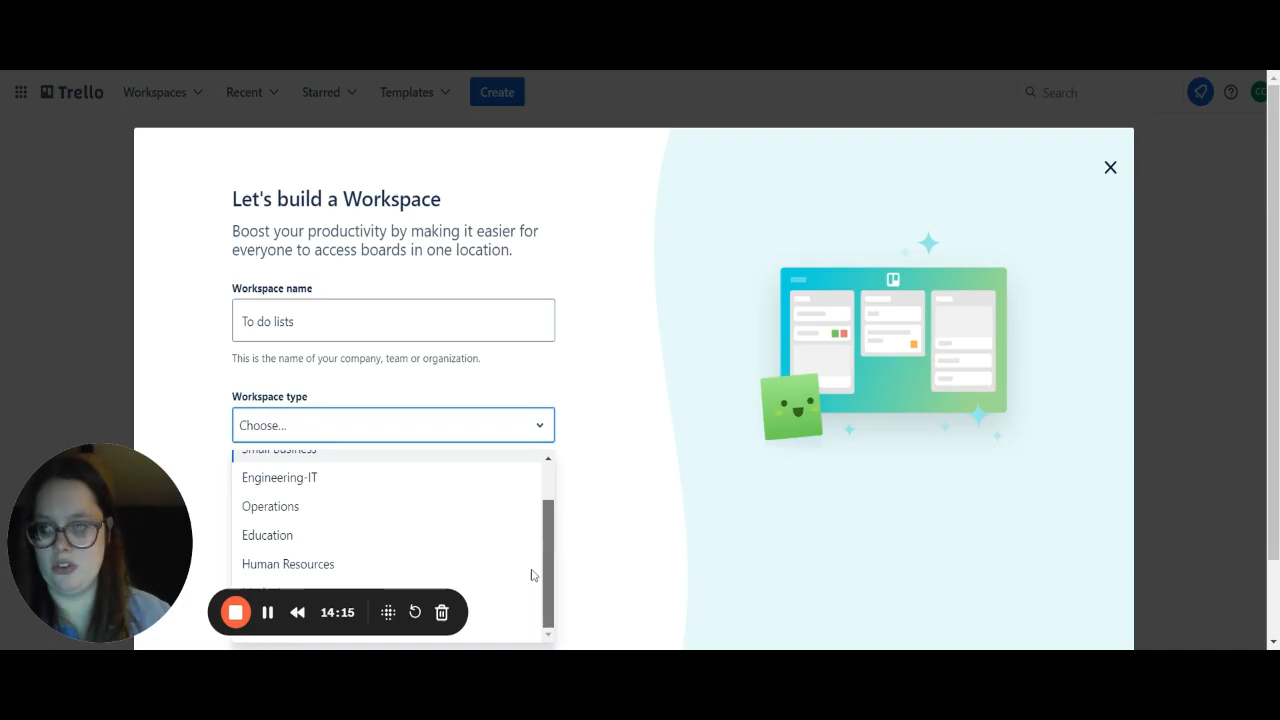 Trello Workspaces Recent Starred Templates Create Search
Let's build a Workspace
Boost your productivity by making it easier for
everyone to access boards in one location.
Workspace name
To do lists
This is the name of your company, team or organization.
Workspace type
Choose...
Small Business
Engineering-IT
Operations
Education
Human Resources
14:15